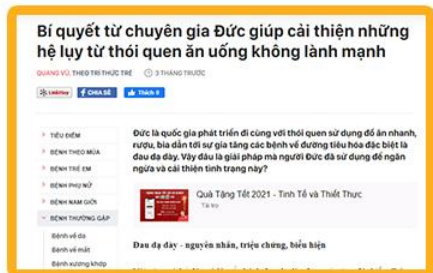 Bí quyết từ chuyên gia Đức giúp cải thiện những
hệ lụy từ thói quen ăn uống không lành mạnh
QUANG VŨ, THEO TRÍ THỨC TRẺ 3 THÁNG TRƯỚC
LinkHay CHIA SẺ Thích 0
TIÊU ĐIỂM
BỆNH THEO MÙA
BỆNH TRẺ EM
BỆNH PHỤ NỮ
BỆNH NAM GIỚI
BỆNH THƯỜNG GẶP
Bệnh về da
Bệnh về mắt
Bệnh xương khớp
Đức là quốc gia phát triển đi cùng với thói quen sử dụng đồ ăn nhanh,
rượu, bia dẫn tới sự gia tăng các bệnh về đường tiêu hóa đặc biệt là
đau dạ dày. Vậy đâu là giải pháp mà người Đức đã sử dụng để ngăn
ngừa và cải thiện tình trạng này?
Quà Tặng Tết 2021 - Tinh Tế và Thiết Thực
Tài trợ
Đau dạ dày - nguyên nhân, triệu chứng, biểu hiện